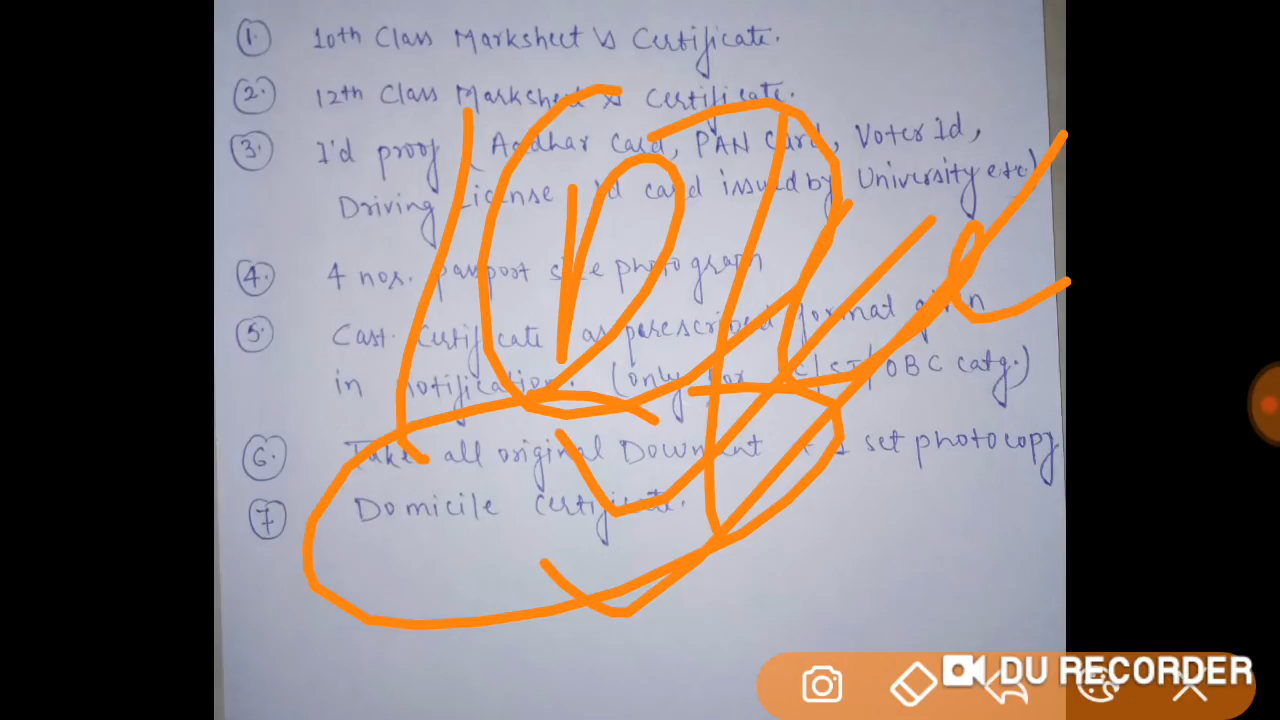 1. 10th Class Marksheet & Certificate.
2. 12th Class Marksheet & Certificate.
3. I'd proof (Aadhar Card, PAN Card, Voter Id,
Driving License Id card issued by University etc)
4. 4 nos. passport size photograph
5. Cast Certificate as perescribed format given
in notification. (only for SC/ST/OBC catg.)
6. Take all original set photocopy
7 Domicile certificate.
DU RECORDER